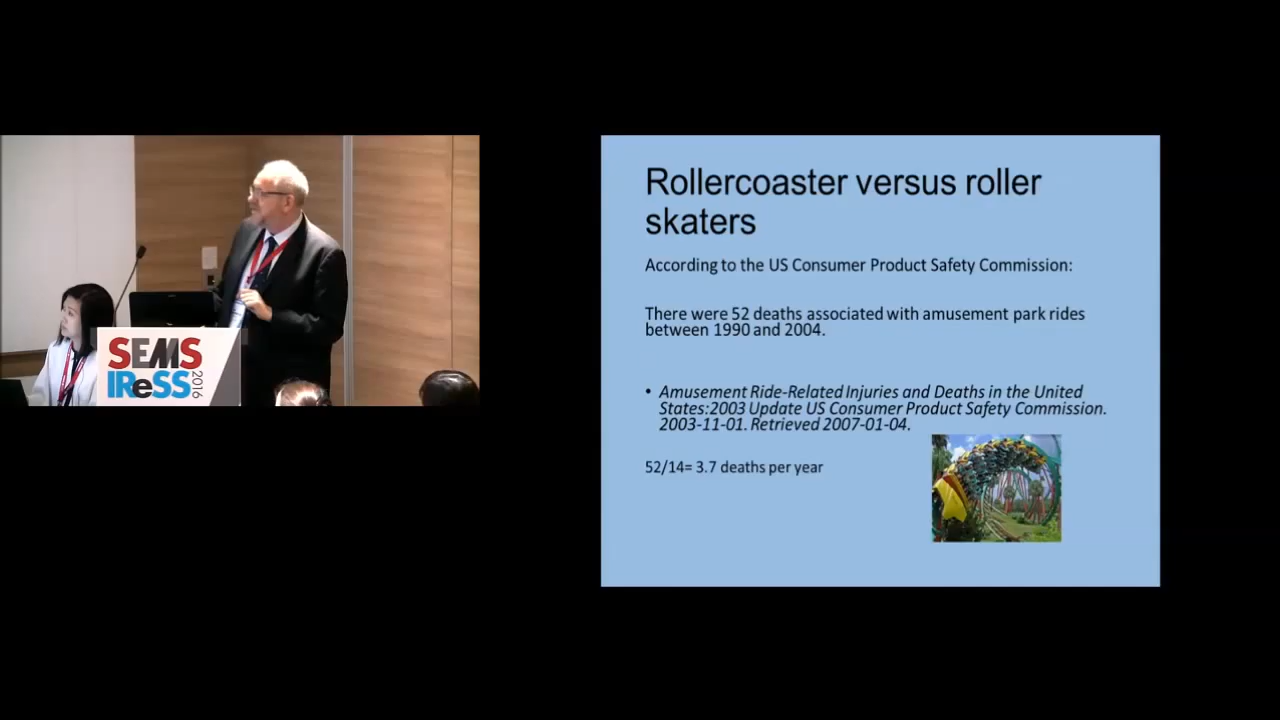 SEMS
IReSS
2016
Rollercoaster versus roller
skaters
According to the US Consumer Product Safety Commission:
There were 52 deaths associated with amusement park rides
between 1990 and 2004.
• Amusement Ride-Related Injuries and Deaths in the United
States:2003 Update US Consumer Product Safety Commission.
2003-11-01. Retrieved 2007-01-04.
52/14= 3.7 deaths per year